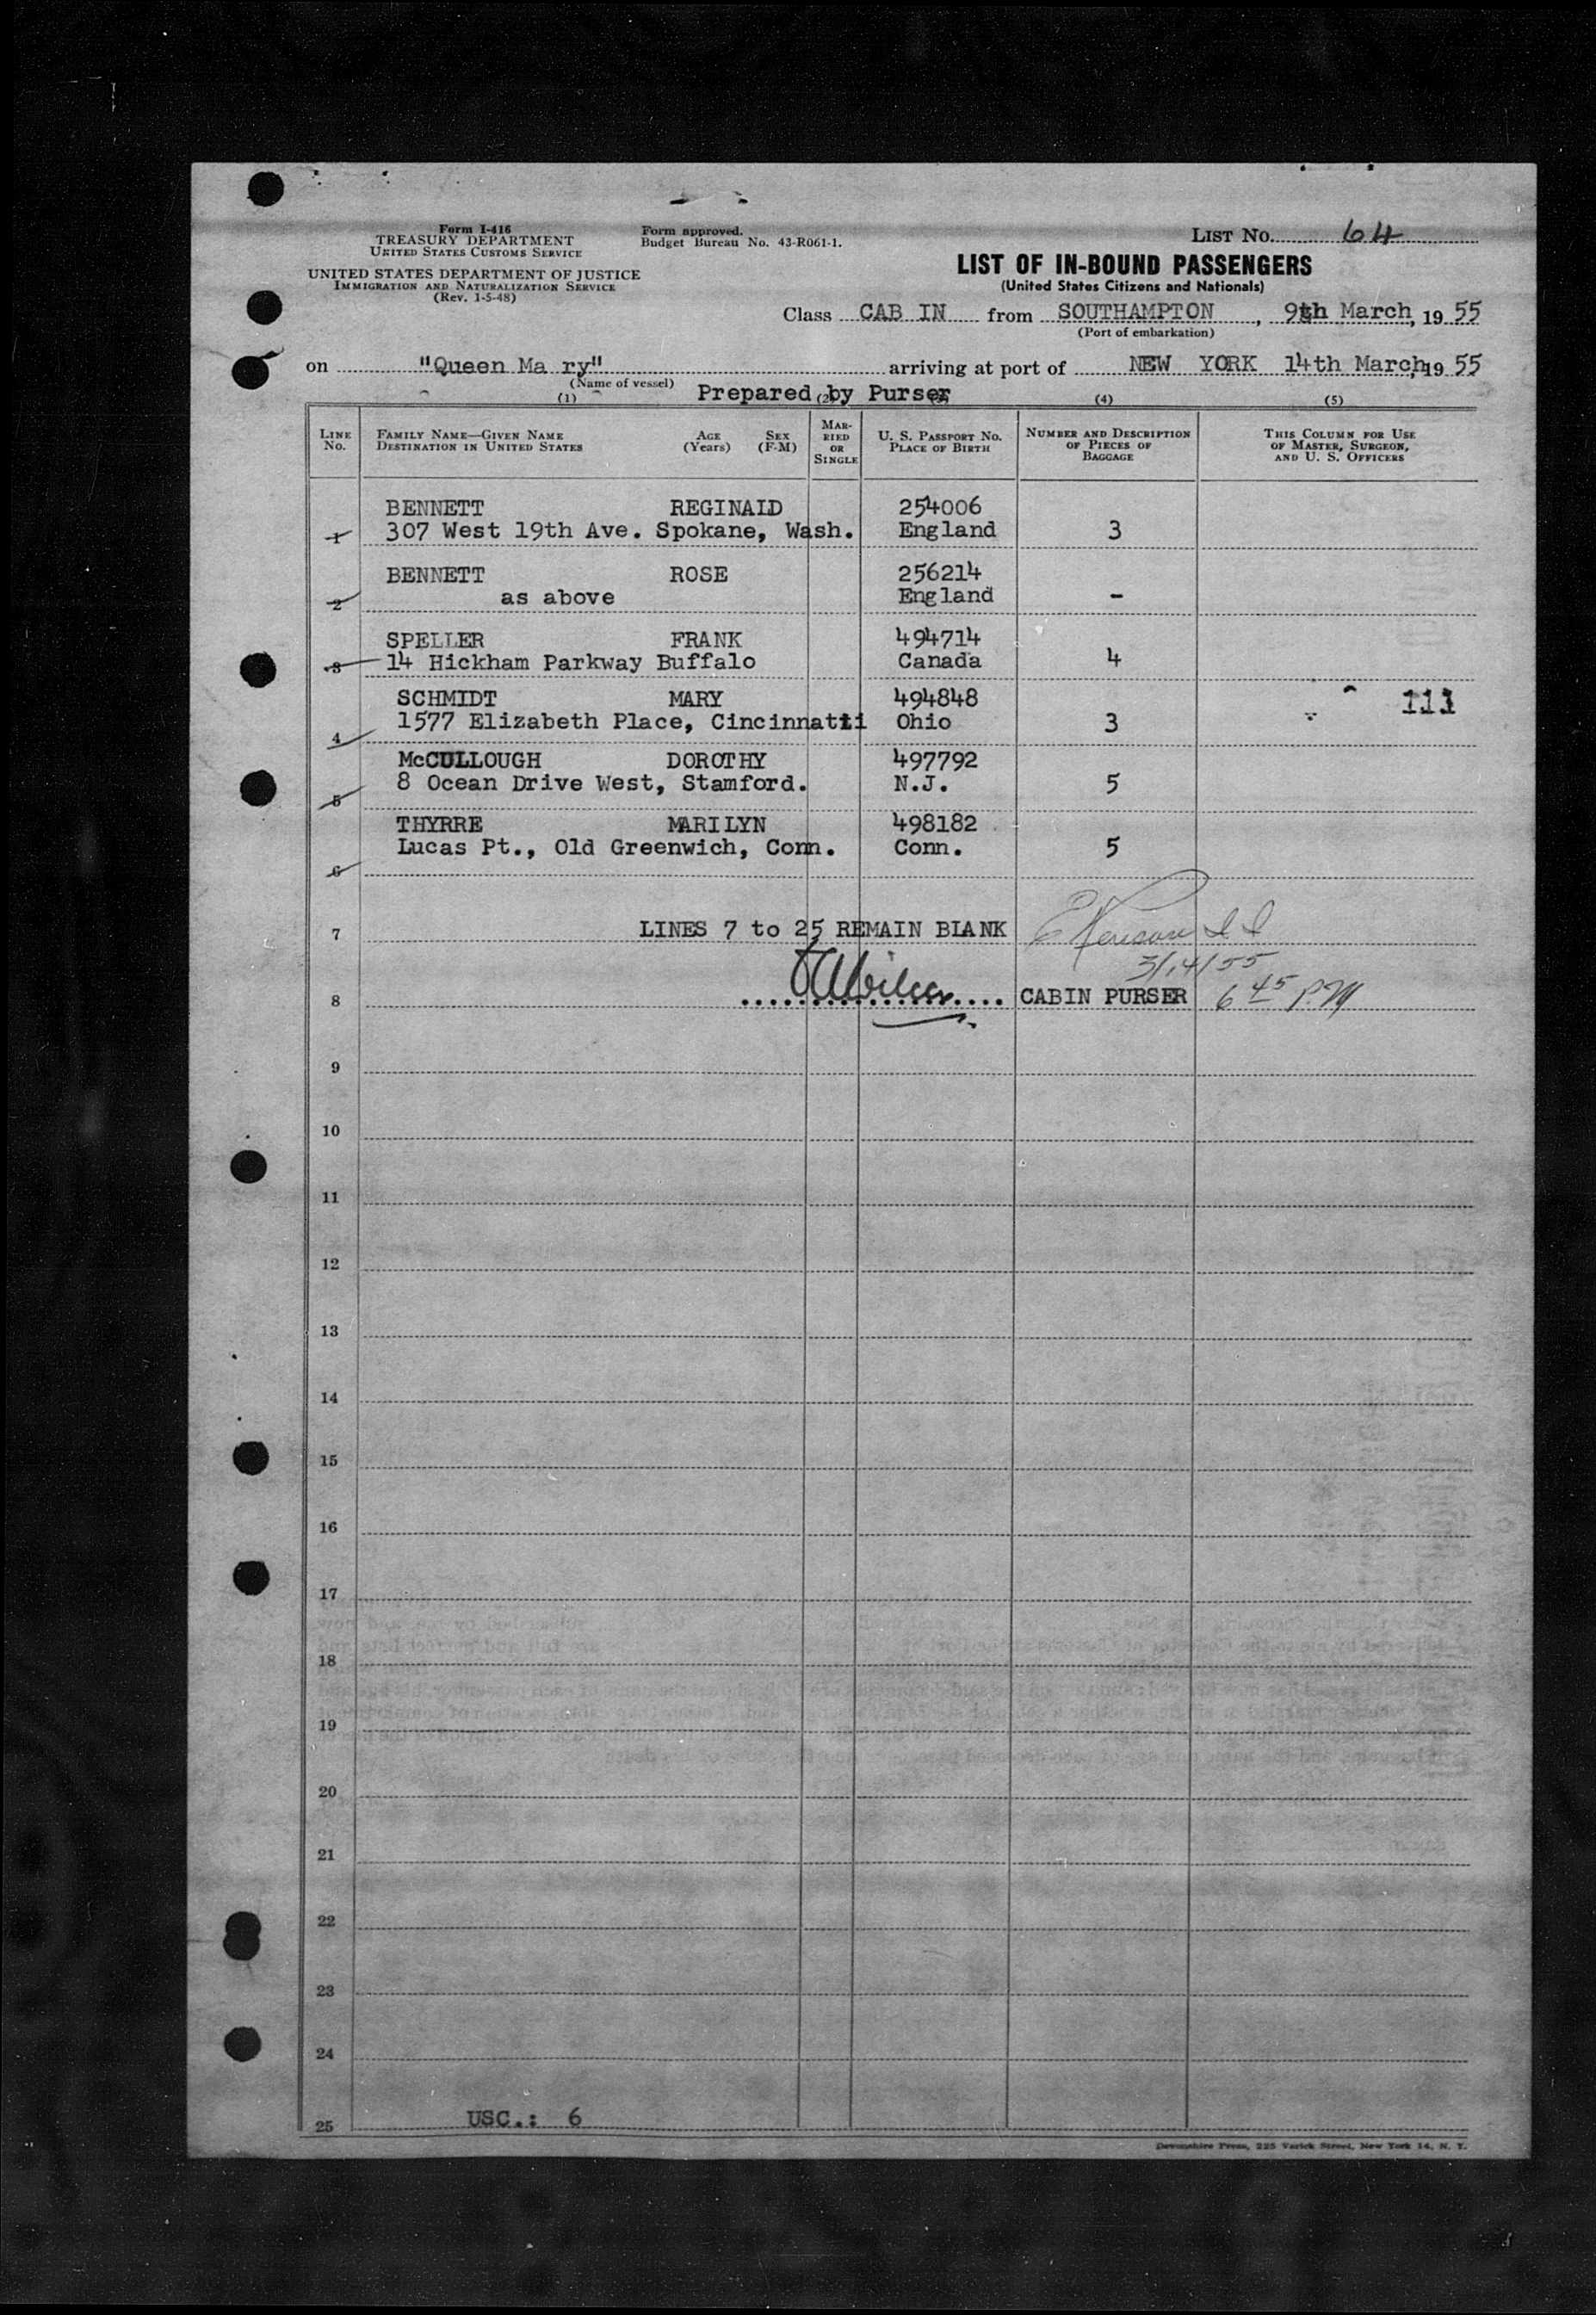 Form I-416
TREASURY DEPARTMENT
UNITED STATES CUSTOMS SERVICE
UNITED STATES DEPARTMENT OF JUSTICE
IMMIGRATION AND NATURALIZATION SERVICE
(Rev. 1-5-48)
Form approved.
Budget Bureau No. 43-R061-1.
LIST NO. 64
LIST OF IN-BOUND PASSENGERS
(United States Citizens and Nationals)
Class CAB IN from SOUTHAMPTON, 9th March, 19 55
(Port of embarkation)
on "Queen Ma ry" arriving at port of NEW YORK 14th March, 19 55
(Name of vessel)
Prepared by Purser
(1) (2) (4) (5)
LINE NO.
FAMILY NAME—GIVEN NAME
DESTINATION IN UNITED STATES
AGE (Years)
SEX (F-M)
MARRIED OR SINGLE
U. S. PASSPORT NO.
PLACE OF BIRTH
NUMBER AND DESCRIPTION OF PIECES OF BAGGAGE
THIS COLUMN FOR USE OF MASTER, SURGEON, AND U. S. OFFICERS
BENNETT REGINALD 254006
1 307 West 19th Ave. Spokane, Wash. England 3
BENNETT ROSE 256214
2 as above England -
SPELLER FRANK 494714
3 14 Hickham Parkway Buffalo Canada 4
SCHMIDT MARY 494848 111
4 1577 Elizabeth Place, Cincinnatti Ohio 3
McCULLOUGH DOROTHY 497792
5 8 Ocean Drive West, Stamford. N.J. 5
THYRRE MARILYN 498182
6 Lucas Pt., Old Greenwich, Conn. Conn. 5
7 LINES 7 to 25 REMAIN BLANK
3/14/55
8 CABIN PURSER 6 45 P.M
9
10
11
12
13
14
15
16
17
18
19
20
21
22
23
24
25 USC.: 6
Devonshire Press, 225 Varick Street, New York 14, N. Y.